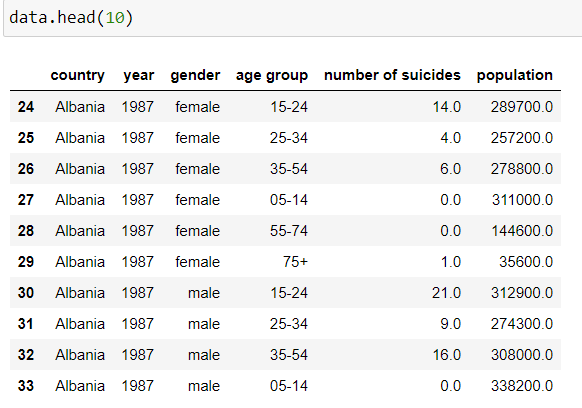 data.head(10)
country year gender age group number of suicides population
24 Albania 1987 female 15-24 14.0 289700.0
25 Albania 1987 female 25-34 4.0 257200.0
26 Albania 1987 female 35-54 6.0 278800.0
27 Albania 1987 female 05-14 0.0 311000.0
28 Albania 1987 female 55-74 0.0 144600.0
29 Albania 1987 female 75+ 1.0 35600.0
30 Albania 1987 male 15-24 21.0 312900.0
31 Albania 1987 male 25-34 9.0 274300.0
32 Albania 1987 male 35-54 16.0 308000.0
33 Albania 1987 male 05-14 0.0 338200.0